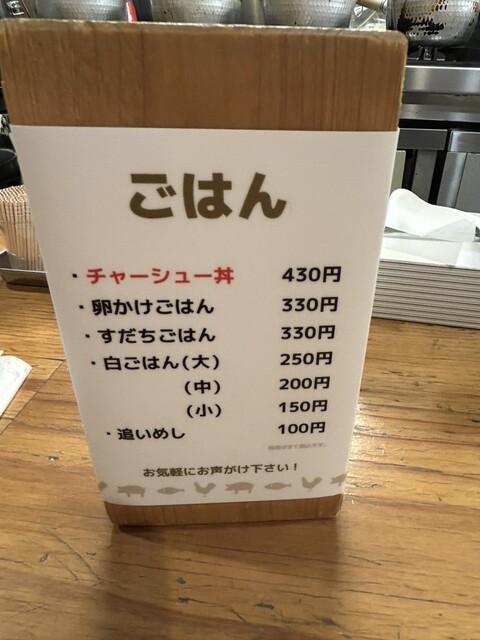 ごはん
・チャーシュー丼 430円
・卵かけごはん 330円
・すだちごはん 330円
・白ごはん(大) 250円
(中) 200円
(小) 150円
・追いめし 100円
お気軽にお声がけ下さい！